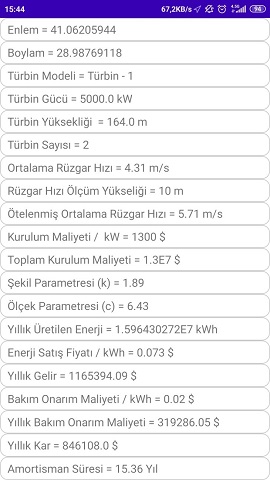 15:44 67,2KB/s 94
Enlem = 41.06205944
Boylam = 28.98769118
Türbin Modeli = Türbin - 1
Türbin Gücü = 5000.0 kW
Türbin Yüksekliği = 164.0 m
Türbin Sayısı = 2
Ortalama Rüzgar Hızı = 4.31 m/s
Rüzgar Hızı Ölçüm Yükseliği = 10 m
Ötelenmiş Ortalama Rüzgar Hızı = 5.71 m/s
Kurulum Maliyeti / kW = 1300 $
Toplam Kurulum Maliyeti = 1.3E7 $
Şekil Parametresi (k) = 1.89
Ölçek Parametresi (c) = 6.43
Yıllık Üretilen Enerji = 1.596430272E7 kWh
Enerji Satış Fiyatı / kWh = 0.073 $
Yıllık Gelir = 1165394.09 $
Bakım Onarım Maliyeti / kWh = 0.02 $
Yıllık Bakım Onarım Maliyeti = 319286.05 $
Yıllık Kar = 846108.0 $
Amortisman Süresi = 15.36 Yıl